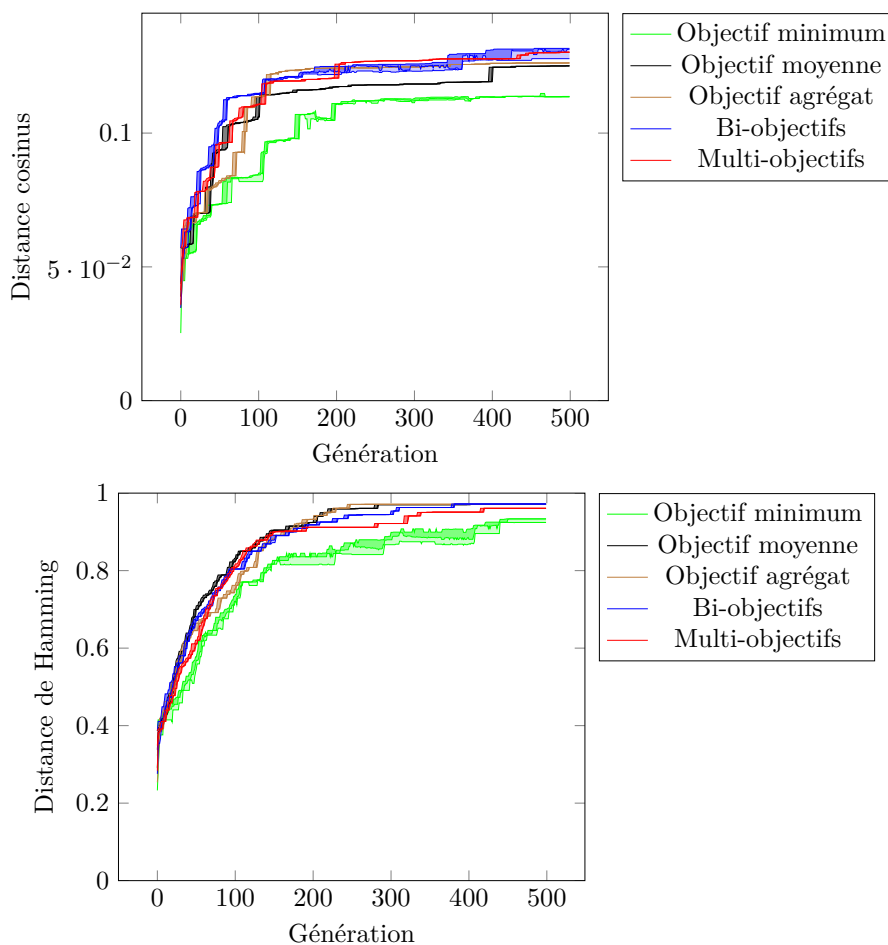 Distance cosinus
0.1
5 · 10⁻²
0
0 100 200 300 400 500
Génération
Objectif minimum
Objectif moyenne
Objectif agrégat
Bi-objectifs
Multi-objectifs
Distance de Hamming
1
0.8
0.6
0.4
0.2
0
0 100 200 300 400 500
Génération
Objectif minimum
Objectif moyenne
Objectif agrégat
Bi-objectifs
Multi-objectifs